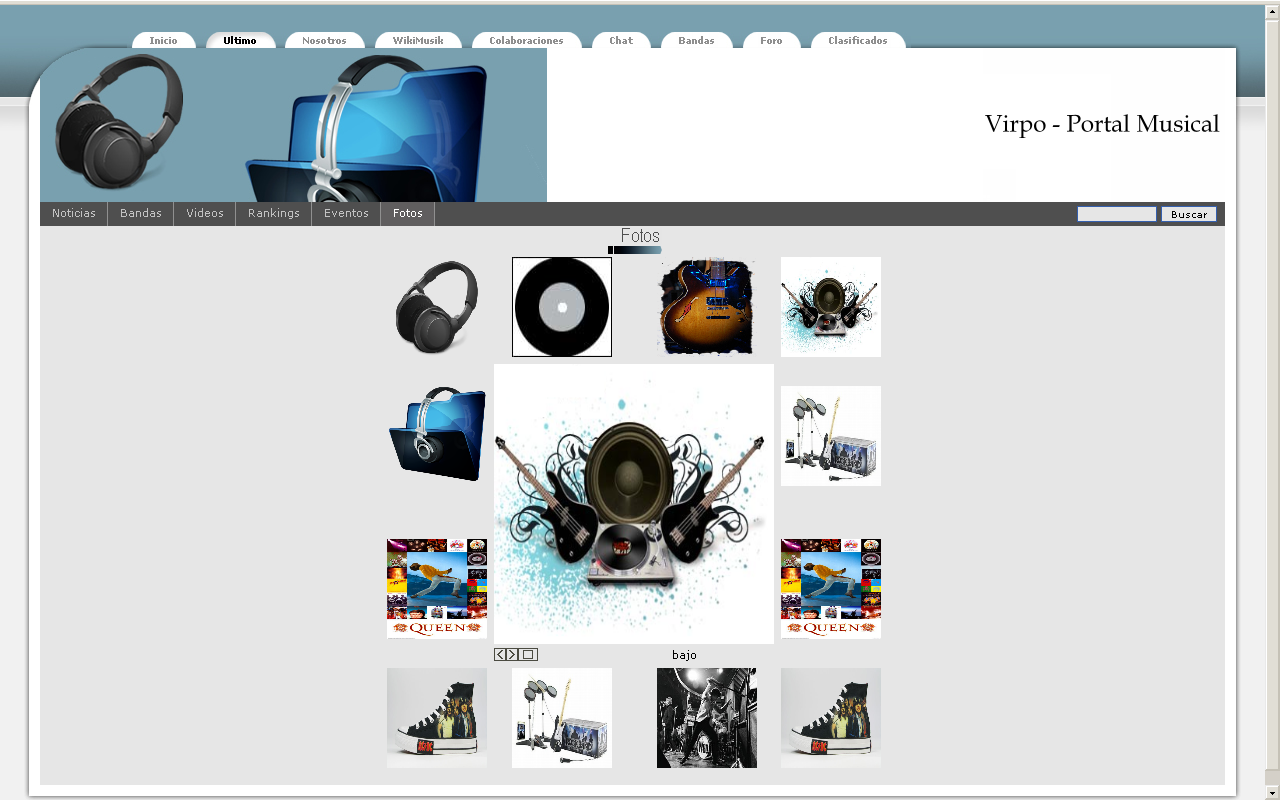 Inicio Ultimo Nosotros WikiMusik Colaboraciones Chat Bandas Foro Clasificados
Virpo - Portal Musical
Noticias Bandas Videos Rankings Eventos Fotos Buscar
Fotos
QUEEN QUEEN
bajo